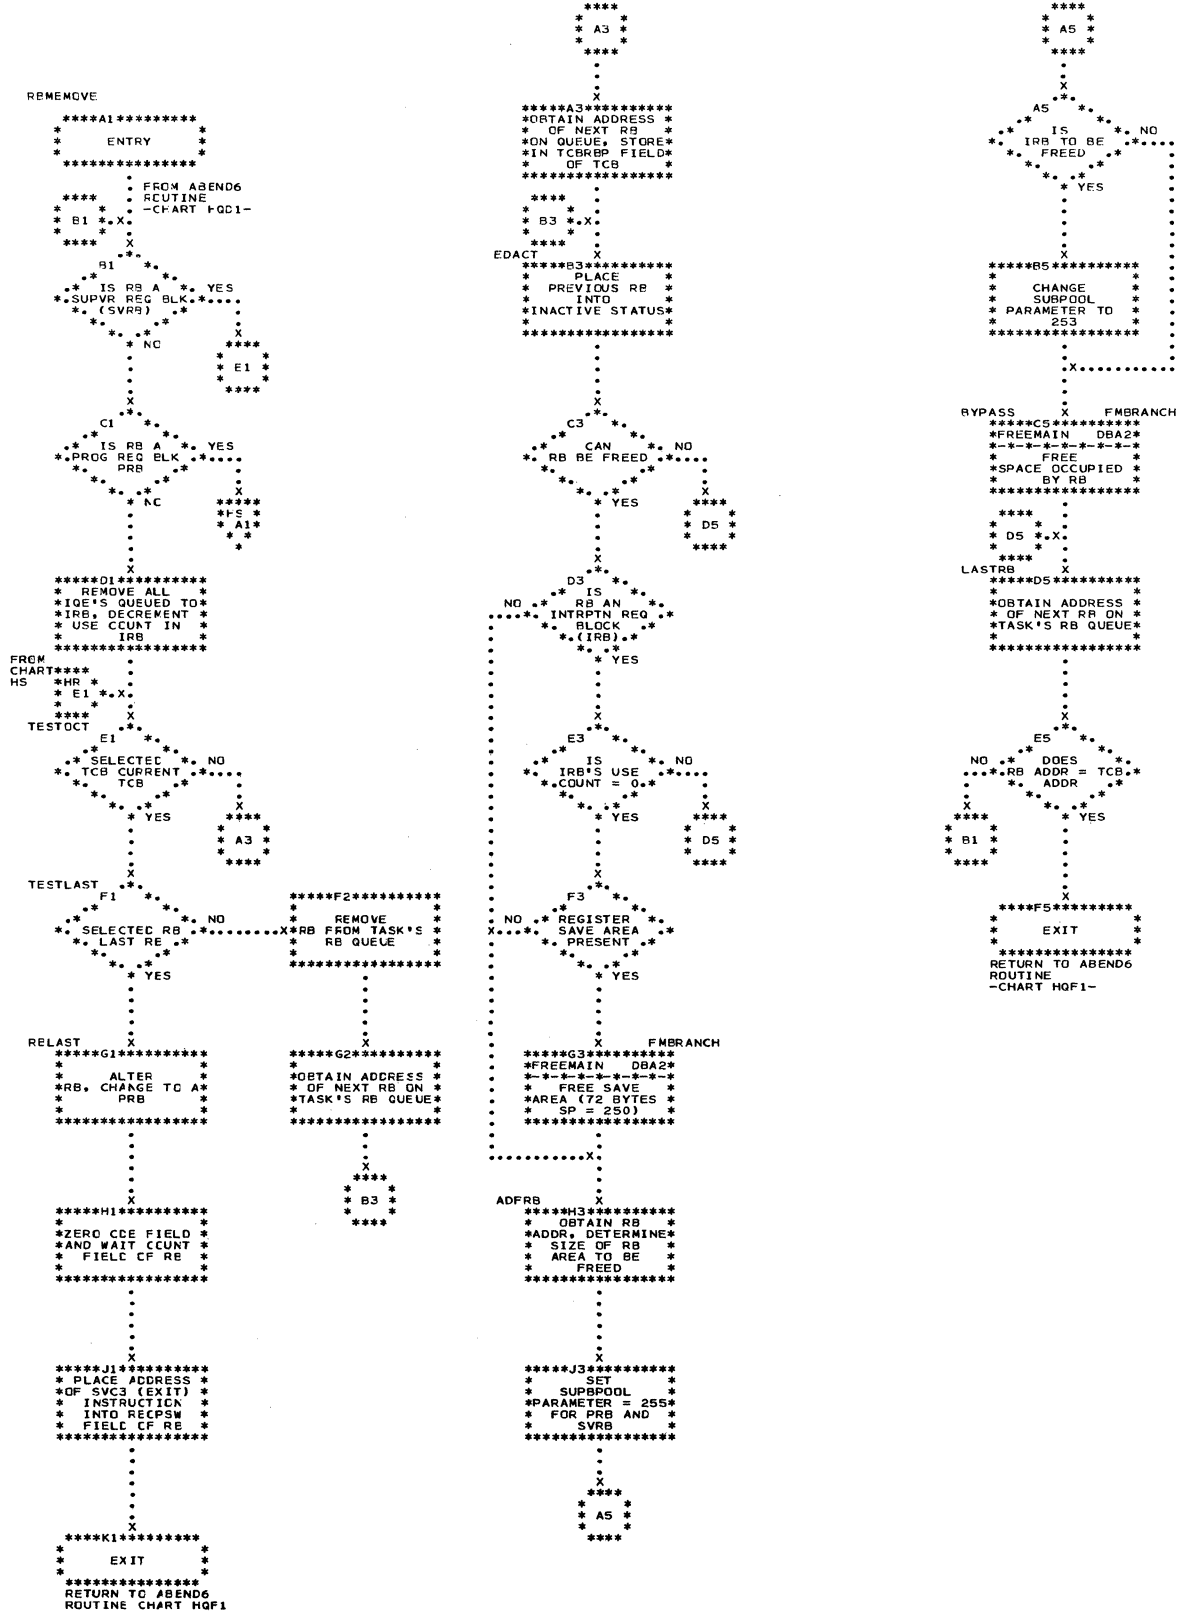 RBMEMOVE
*****A1**********
ENTRY
FROM ABEND6
ROUTINE
-CHART HQD1-
B1
B1
IS RB A
SUPVR REQ BLK
(SVRB)
YES
NO
E1
C1
IS RB A
PROG REQ BLK
PRB
YES
NO
HS
A1
*****D1**********
REMOVE ALL
IQE'S QUEUED TO
IRB, DECREMENT
USE COUNT IN
IRB
FROM
CHART
HS
HR
E1
TESTOCT
E1
SELECTED
TCB CURRENT
TCB
NO
YES
A3
TESTLAST
F1
SELECTED RB
LAST RB
NO
YES
*****F2**********
REMOVE
RB FROM TASK'S
RB QUEUE
RELAST
*****G1**********
ALTER
RB, CHANGE TO A
PRB
*****G2**********
OBTAIN ADDRESS
OF NEXT RB ON
TASK'S RB QUEUE
B3
*****H1**********
ZERO CDE FIELD
AND WAIT COUNT
FIELD OF RB
*****J1**********
PLACE ADDRESS
OF SVC3 (EXIT)
INSTRUCTION
INTO RECPSW
FIELD OF RB
****K1*********
EXIT
RETURN TO ABEND6
ROUTINE CHART HQF1
A3
*****A3**********
OBTAIN ADDRESS
OF NEXT RB
ON QUEUE, STORE
IN TCBRBP FIELD
OF TCB
B3
EDACT
*****B3**********
PLACE
PREVIOUS RB
INTO
INACTIVE STATUS
C3
CAN
RB BE FREED
NO
YES
D5
D3
IS
RB AN
INTRPTN REQ
BLOCK
(IRB)
NO
YES
E3
IS
IRB'S USE
COUNT = 0
NO
YES
D5
F3
REGISTER
SAVE AREA
PRESENT
NO
YES
FMBRANCH
*****G3**********
FREEMAIN DBA2
-*-*-*-*-*-*-*-
FREE SAVE
AREA (72 BYTES
SP = 250)
ADFRB
*****H3**********
OBTAIN RB
ADDR, DETERMINE
SIZE OF RB
AREA TO BE
FREED
*****J3**********
SET
SUPBPOOL
PARAMETER = 255
FOR PRB AND
SVRB
A5
A5
A5
IS
IRB TO BE
FREED
NO
YES
*****B5**********
CHANGE
SUBPOOL
PARAMETER TO
253
BYPASS FMBRANCH
*****C5**********
FREEMAIN DBA2
-*-*-*-*-*-*-*-
FREE
SPACE OCCUPIED
BY RB
D5
LASTRB
*****D5**********
OBTAIN ADDRESS
OF NEXT RB ON
TASK'S RB QUEUE
E5
DOES
RB ADDR = TCB
ADDR
NO
YES
B1
****F5*********
EXIT
RETURN TO ABEND6
ROUTINE
-CHART HQF1-